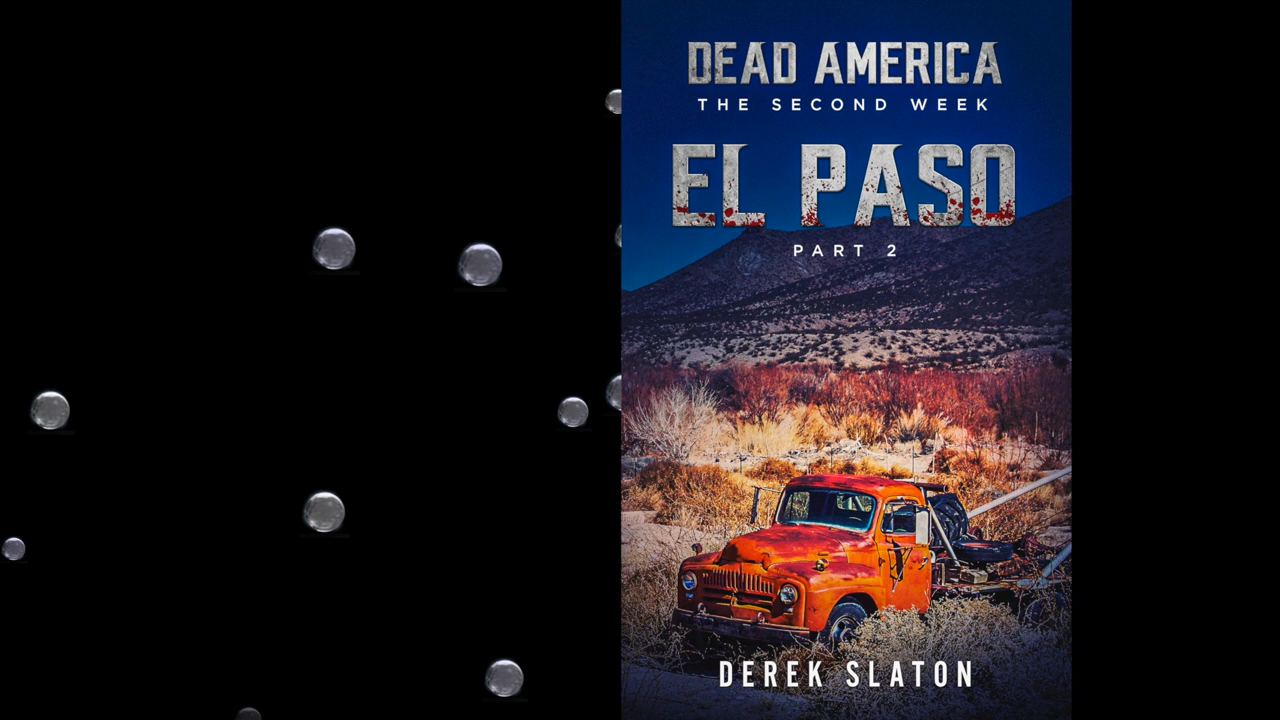 DEAD AMERICA
THE SECOND WEEK
EL PASO
PART 2
DEREK SLATON